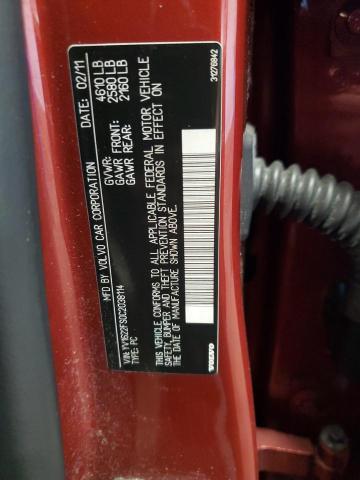 MFD BY VOLVO CAR CORPORATION
DATE: 02/11
GVWR: 4610 LB
GAWR FRONT: 2580 LB
GAWR REAR: 2160 LB
VIN: YV1622FS0C2038114
TYPE: PC
THIS VEHICLE CONFORMS TO ALL APPLICABLE FEDERAL MOTOR VEHICLE
SAFETY, BUMPER AND THEFT PREVENTION STANDARDS IN EFFECT ON
THE DATE OF MANUFACTURE SHOWN ABOVE.
VOLVO
31276842